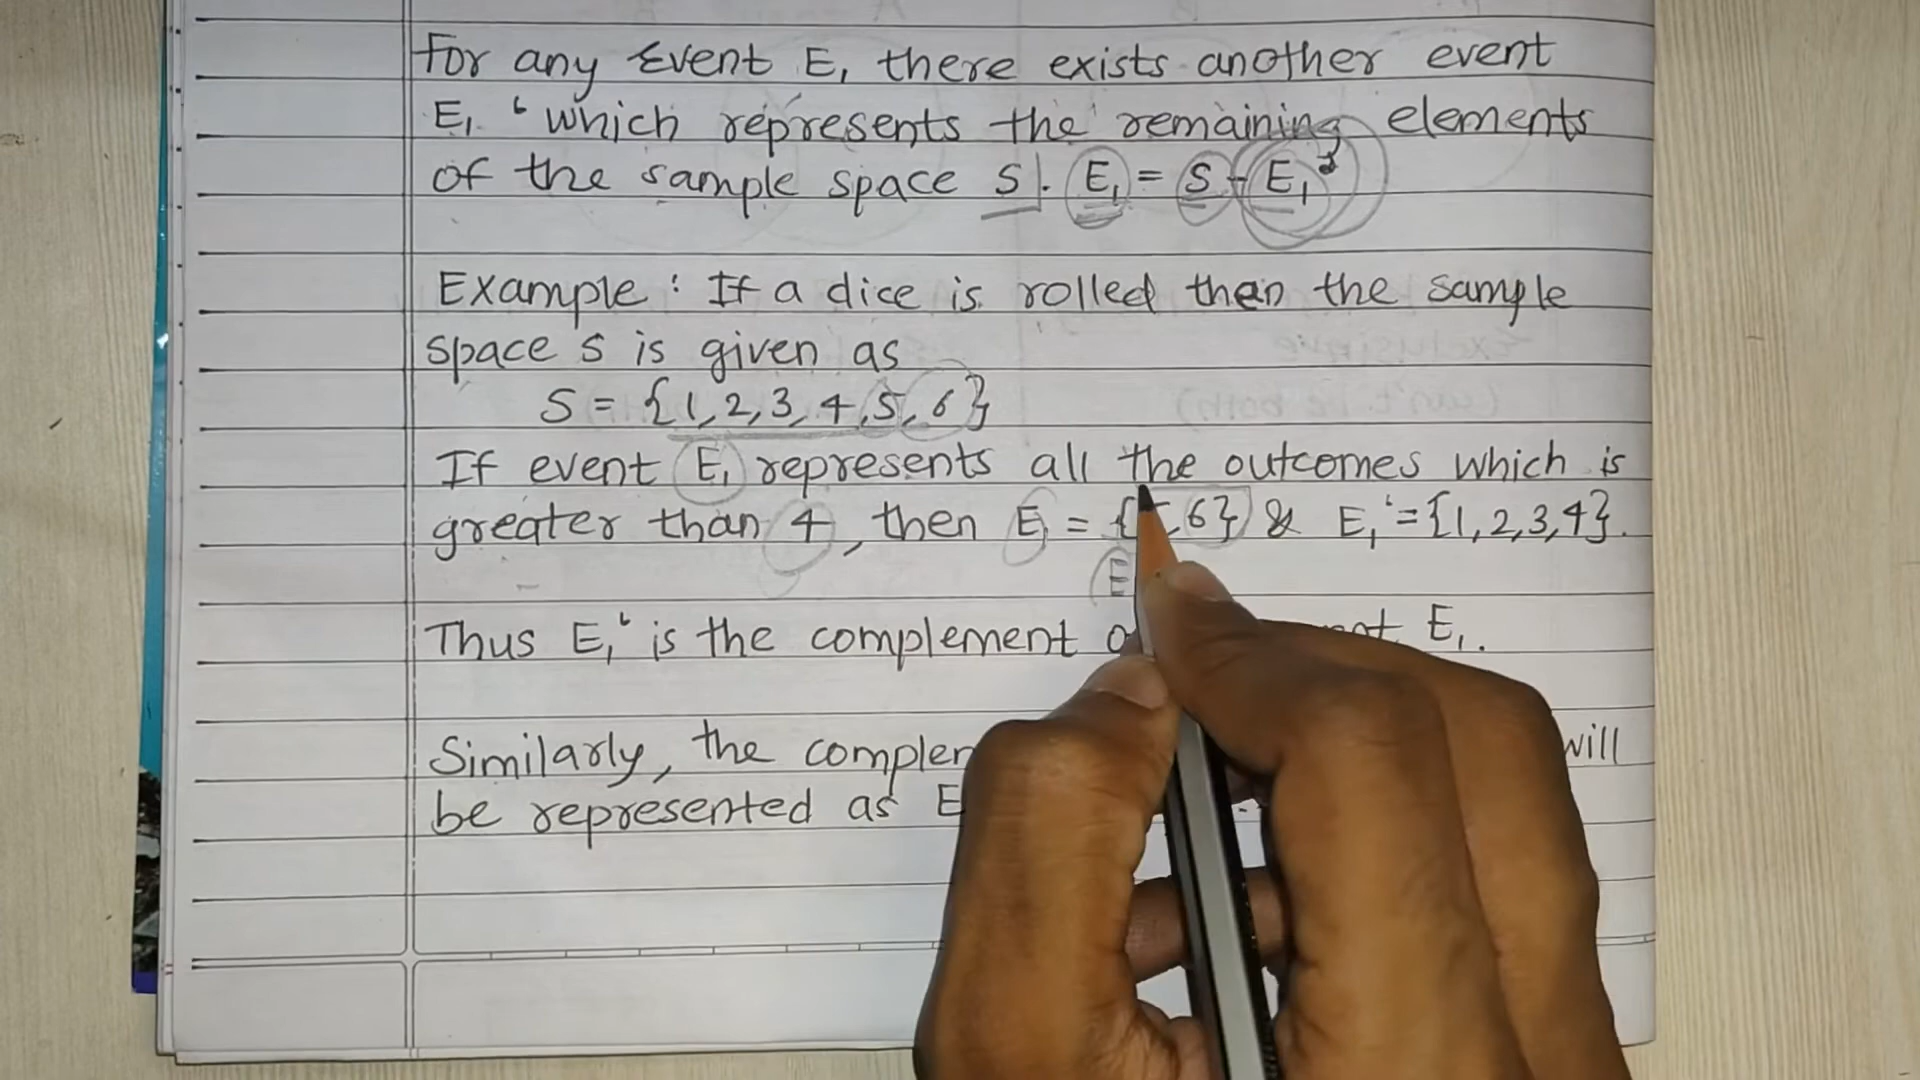 For any Event E₁ there exists another event
E₁‘ which represents the remaining elements
of the sample space S. E₁ = S - E₁’
Example : If a dice is rolled then the sample
space S is given as
S = {1, 2, 3, 4, 5, 6}
If event E₁ represents all the outcomes which is
greater than 4, then E₁ = { 6} & E₁‘ = {1, 2, 3, 4}.
E
Thus E₁‘ is the complement not E₁.
Similarly, the will
be represented as E